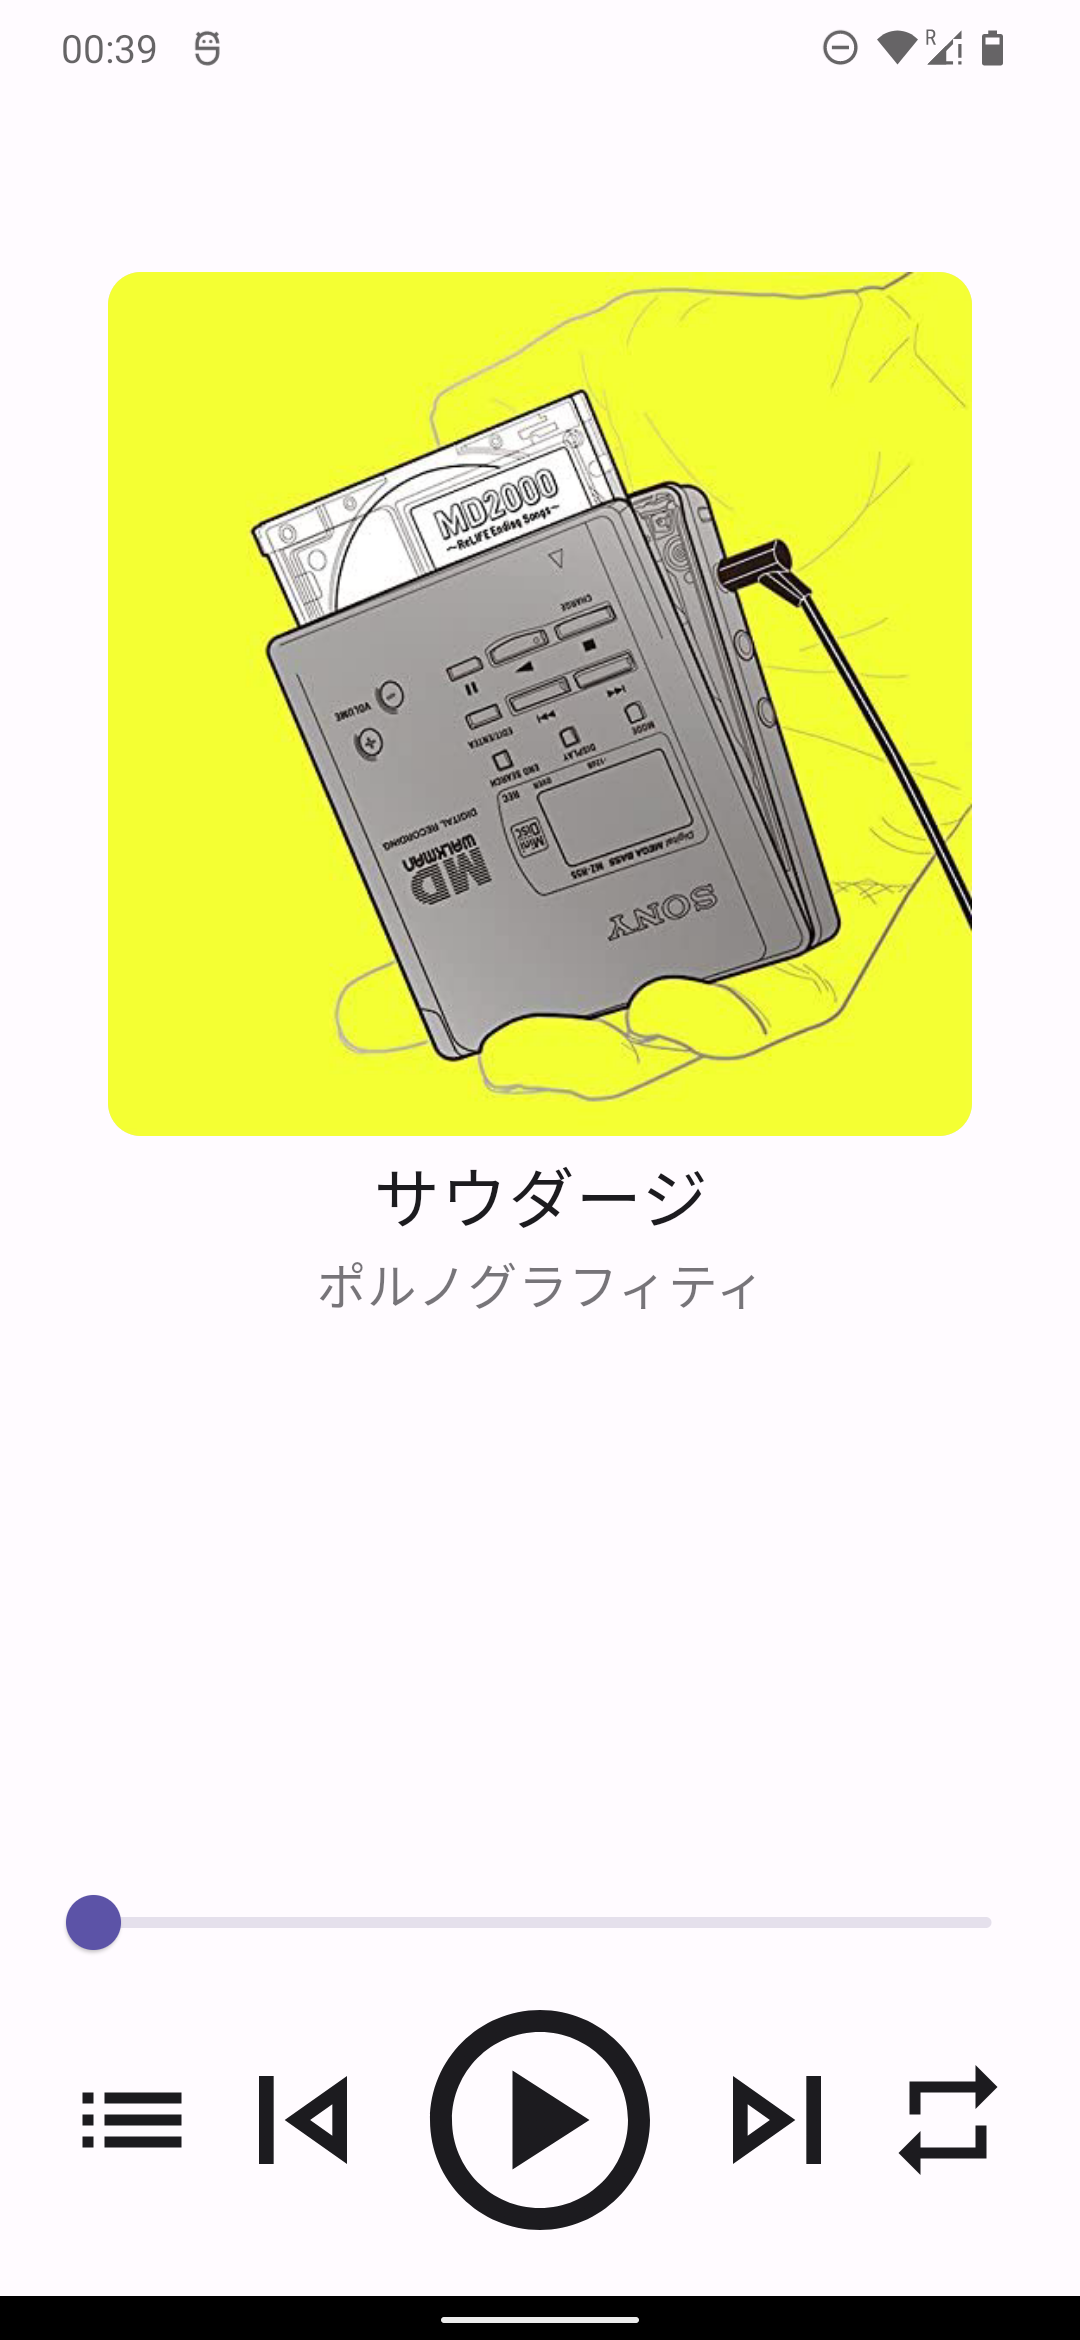 00:39
R
MD2000
~ReLIFE Ending Songs~
CHARGE
VOLUME
EDIT/ENTER
MODE
DISPLAY
END SEARCH
-12dB
OVER
REC
DIGITAL RECORDING
WALKMAN
MD
Mini
Disc
Digital MEGA BASS MZ-R55
SONY
サウダージ
ポルノグラフィティ